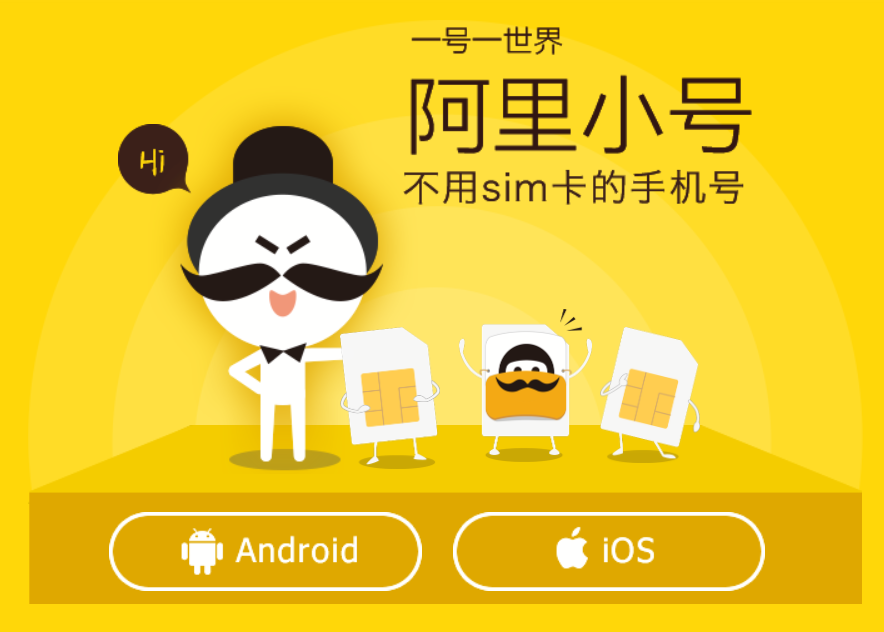 一号一世界
阿里小号
不用sim卡的手机号
Hi
Android
iOS